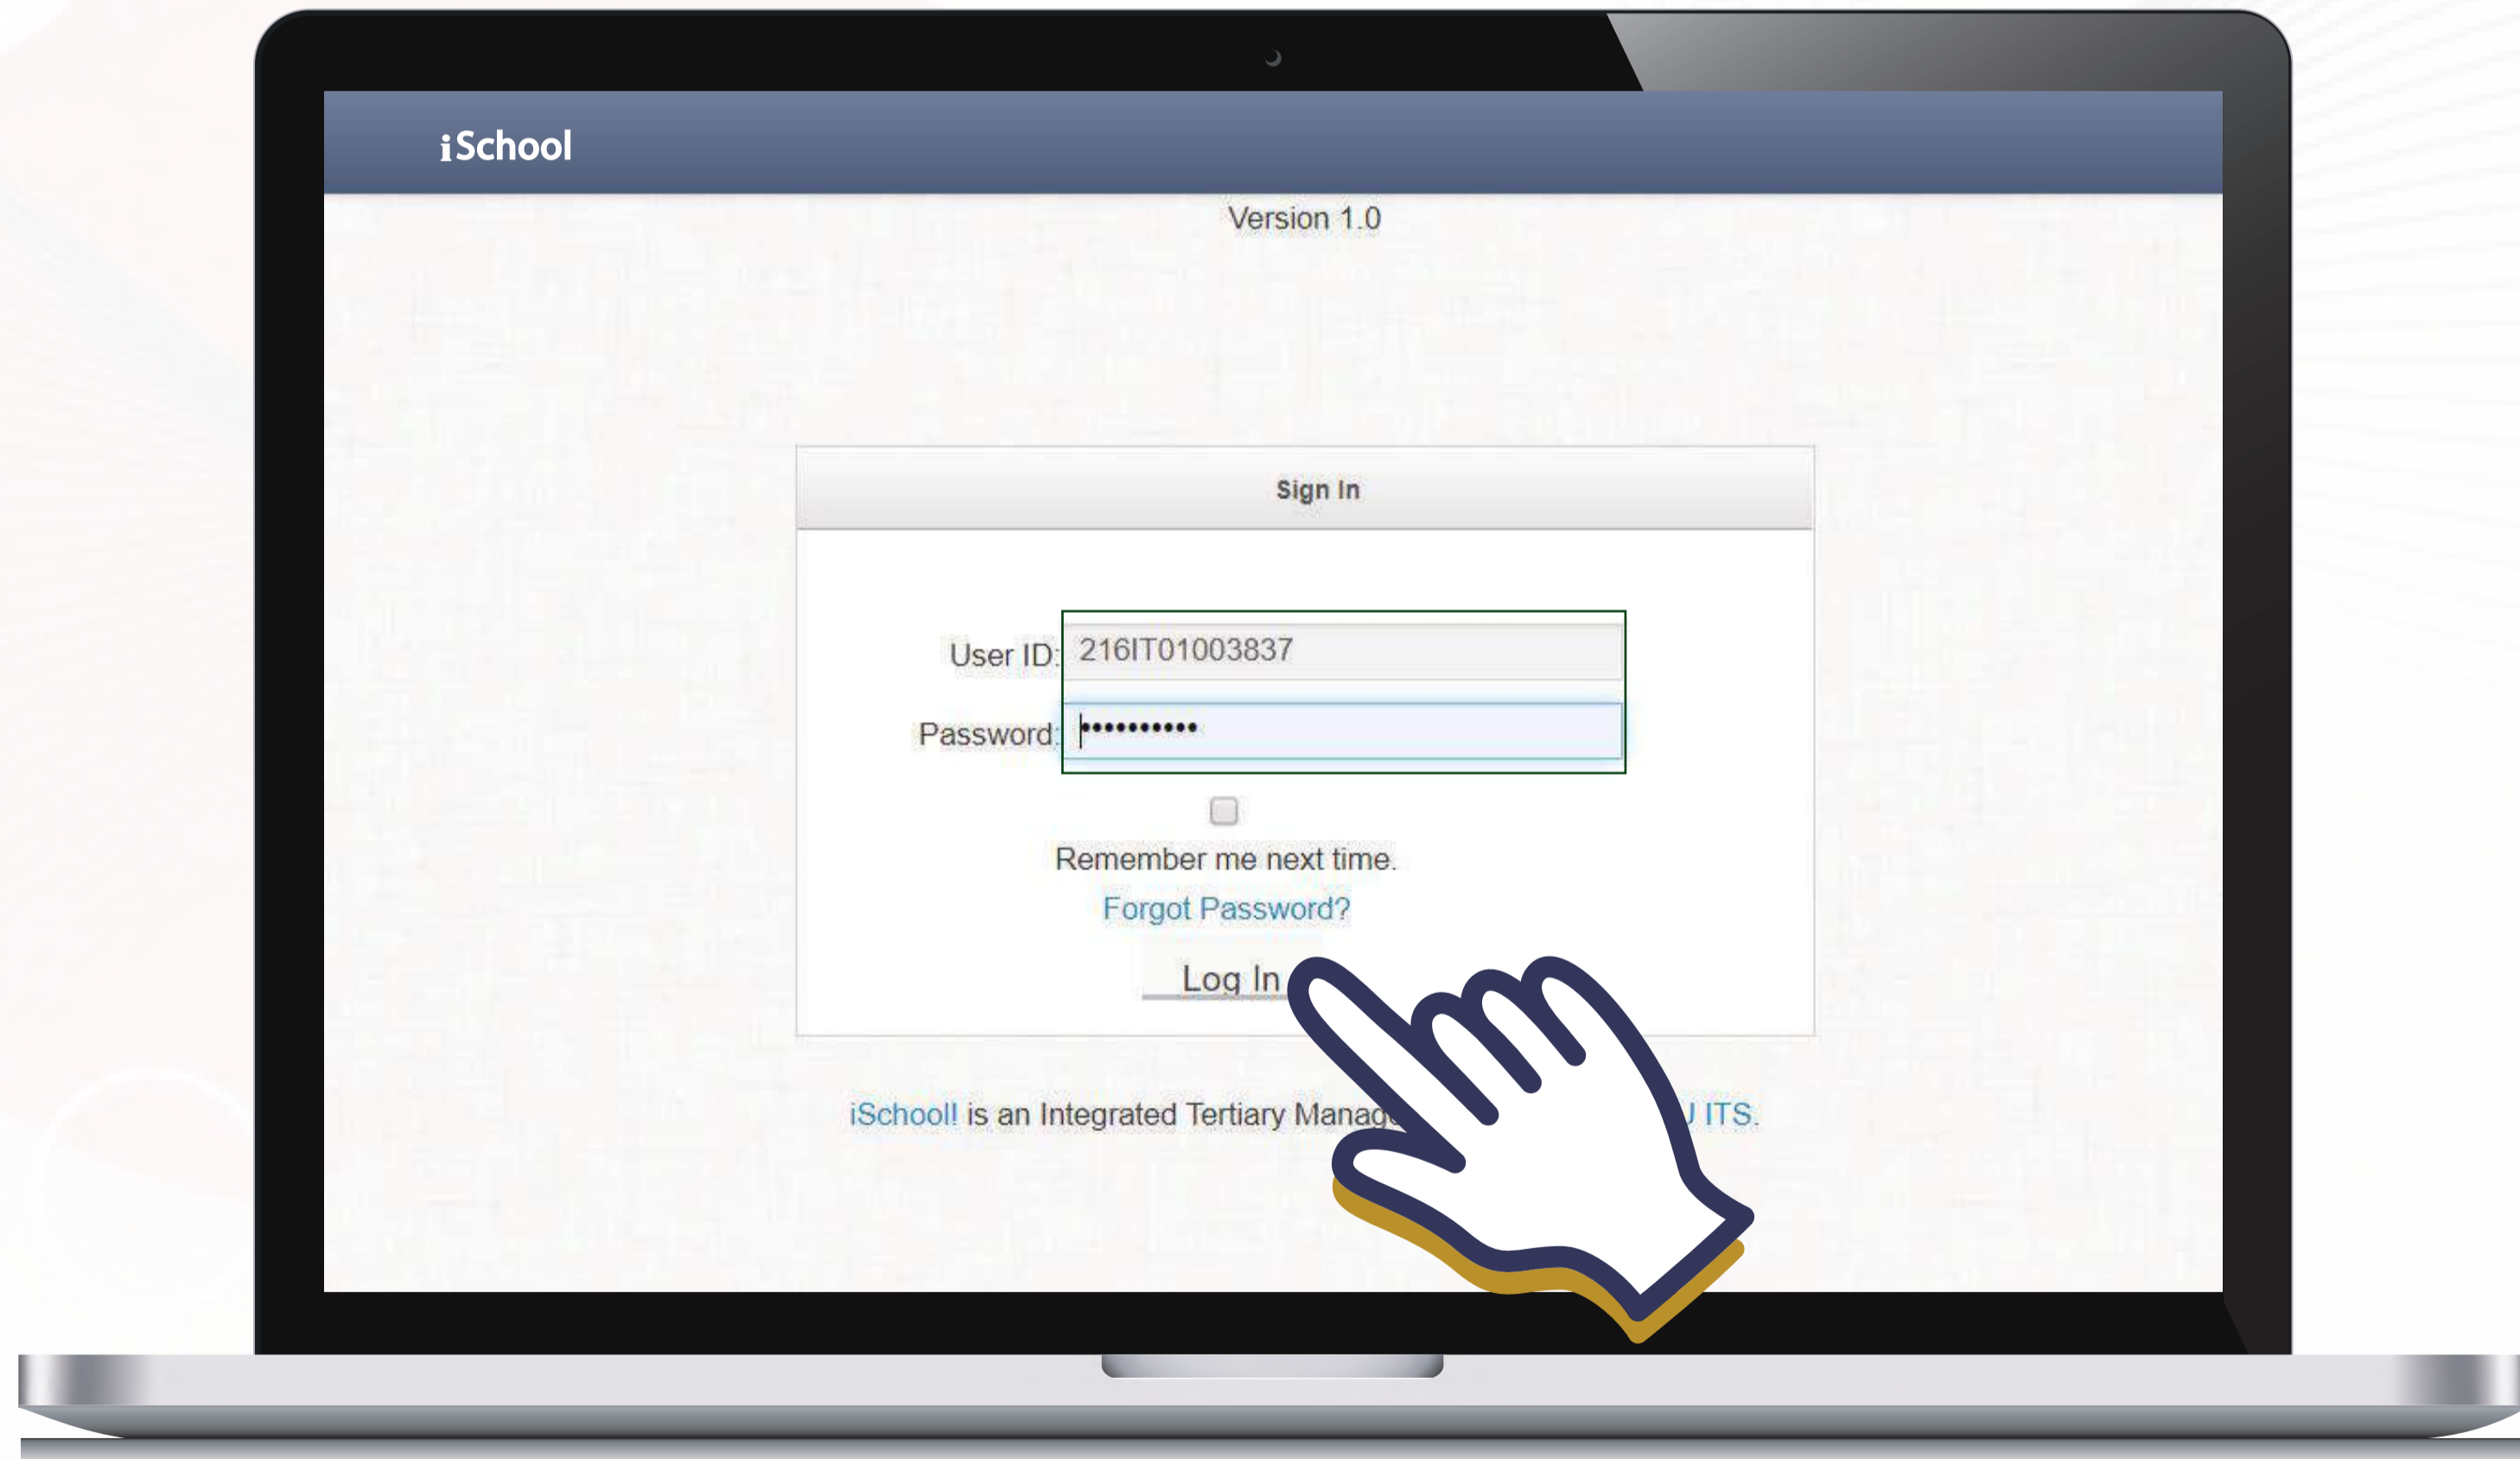 iSchool
Version 1.0
Sign In
User ID: 216IT01003837
Password: ••••••••••
Remember me next time.
Forgot Password?
Log In
iSchool! is an Integrated Tertiary ITS.